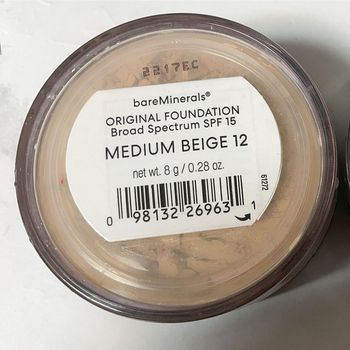 2217EC
bareMinerals®
ORIGINAL FOUNDATION
Broad Spectrum SPF 15
MEDIUM BEIGE 12
net wt. 8 g / 0.28 oz.
61272
0 98132 26963 1